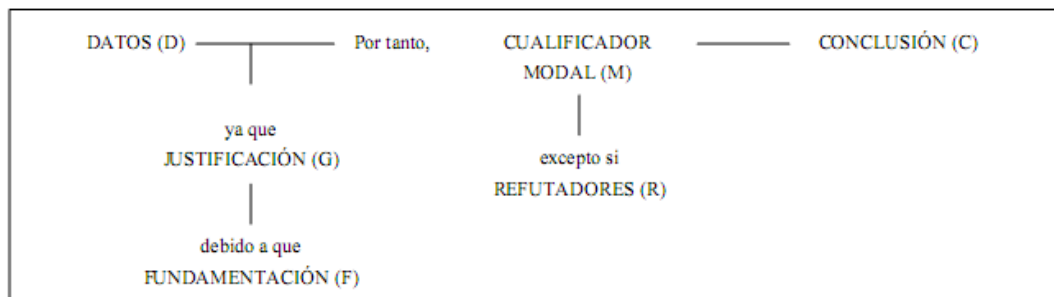 DATOS (D) Por tanto, CUALIFICADOR CONCLUSIÓN (C)
MODAL (M)
ya que
JUSTIFICACIÓN (G)
excepto si
REFUTADORES (R)
debido a que
FUNDAMENTACIÓN (F)